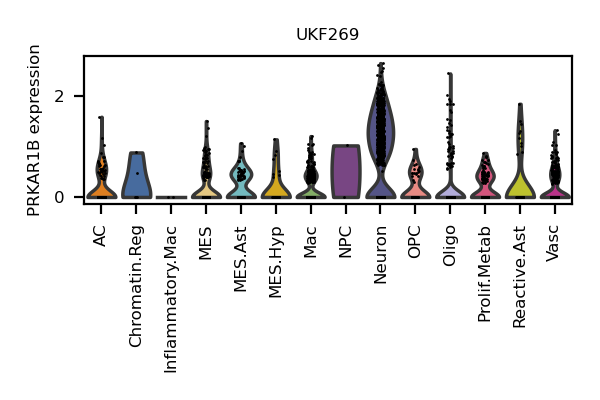 UKF269
PRKAR1B expression
2
0
AC
Chromatin.Reg
Inflammatory.Mac
MES
MES.Ast
MES.Hyp
Mac
NPC
Neuron
OPC
Oligo
Prolif.Metab
Reactive.Ast
Vasc